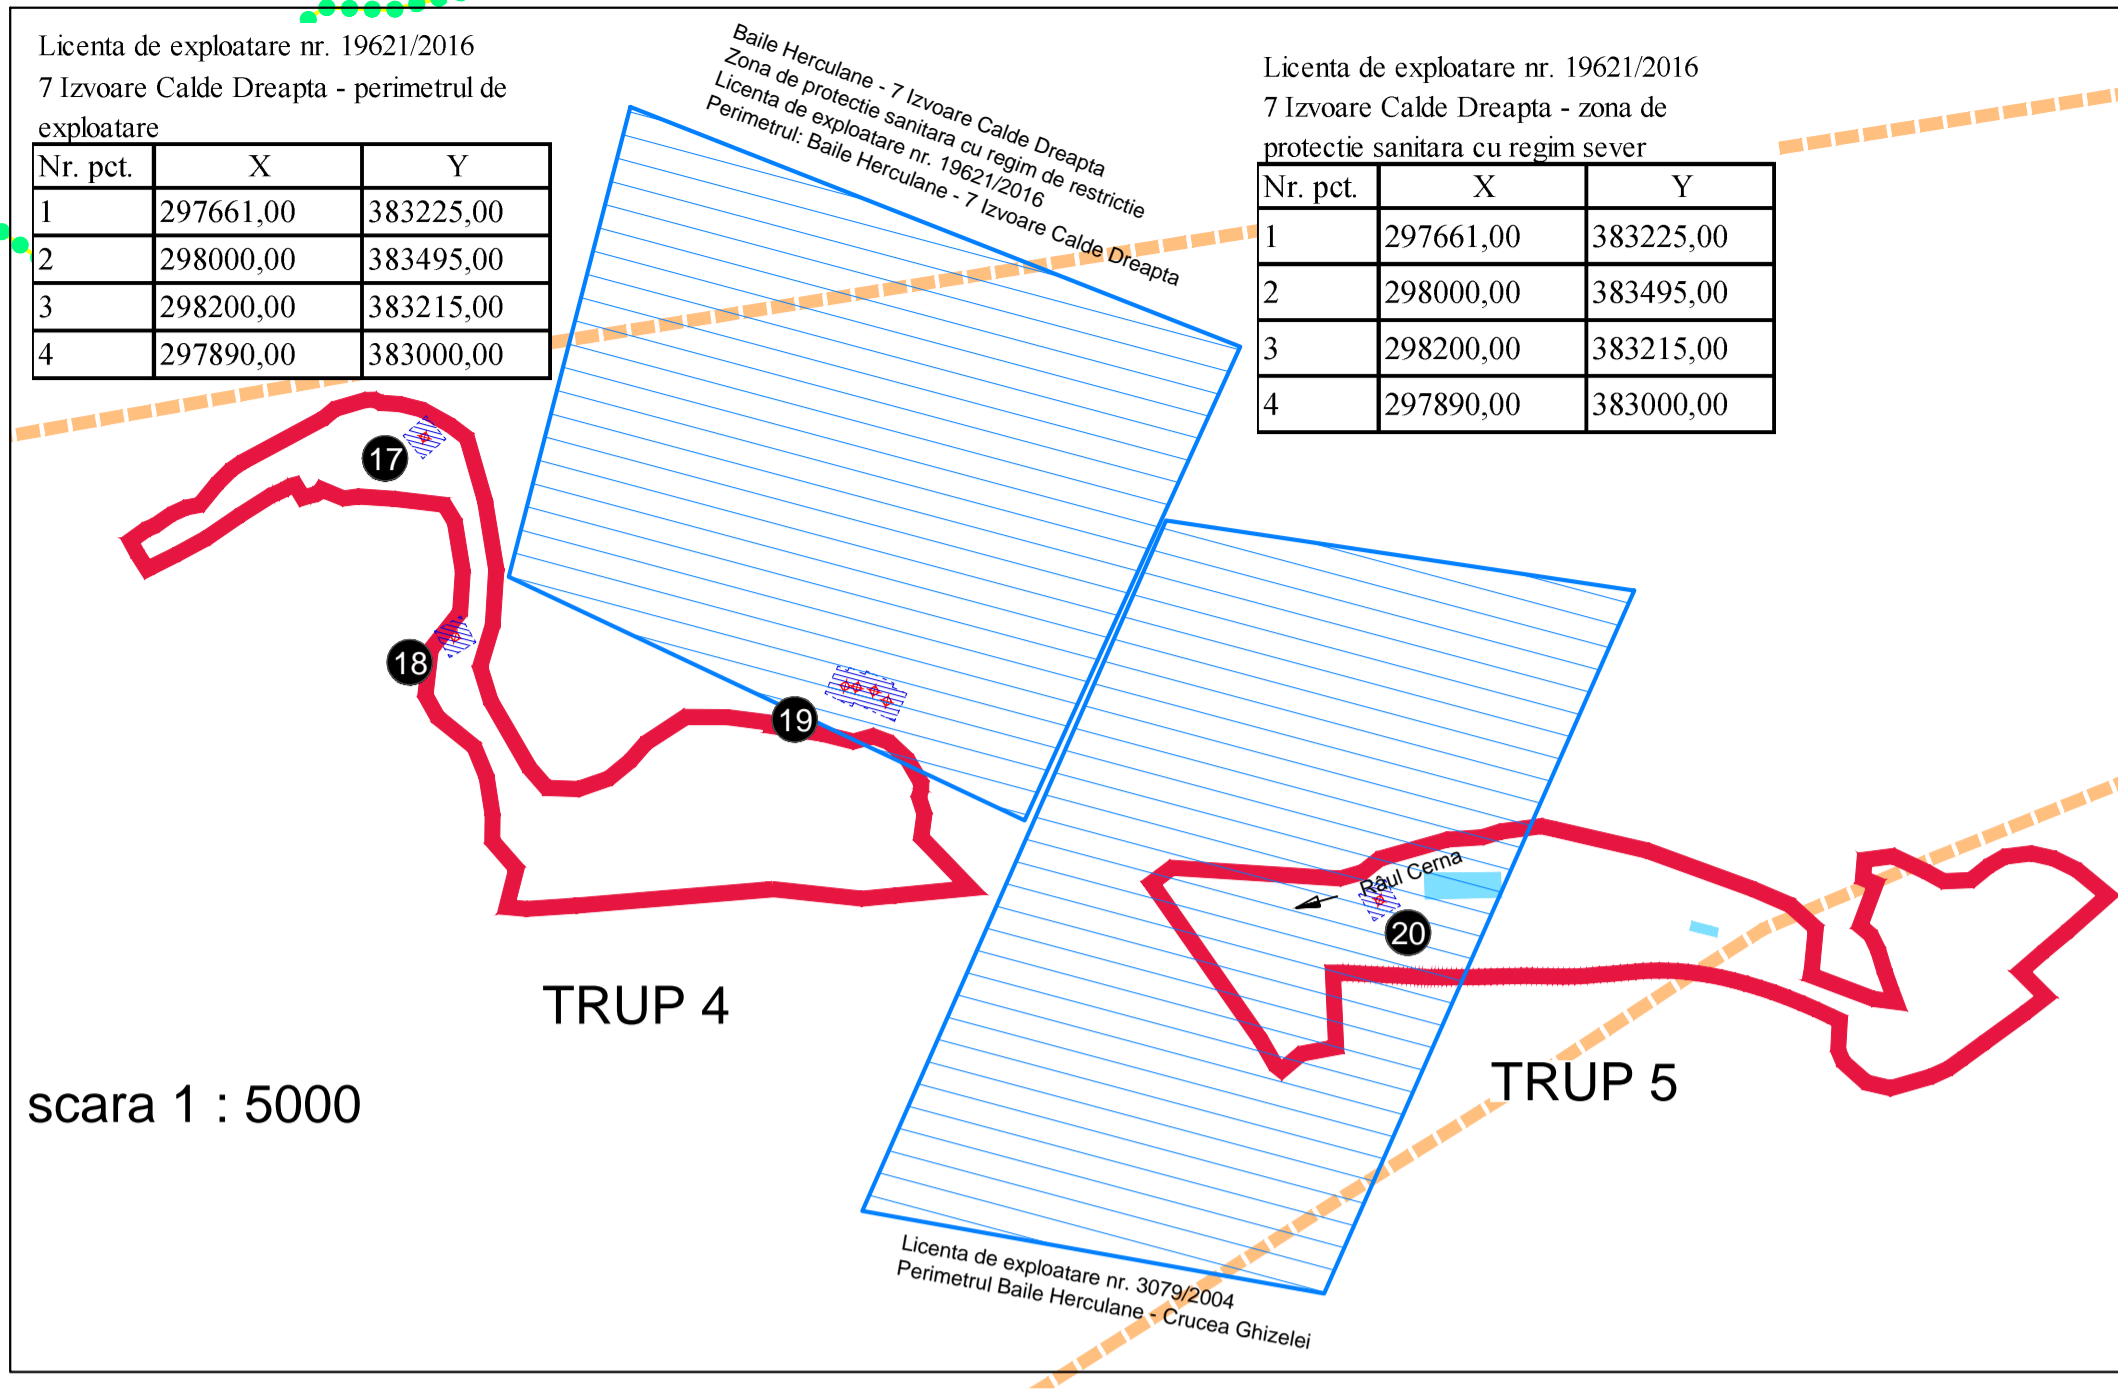 Licenta de exploatare nr. 19621/2016
7 Izvoare Calde Dreapta - perimetrul de
exploatare
Nr. pct. X Y
1 297661,00 383225,00
2 298000,00 383495,00
3 298200,00 383215,00
4 297890,00 383000,00
Baile Herculane - 7 Izvoare Calde Dreapta
Zona de protectie sanitara cu regim de restrictie
Licenta de exploatare nr. 19621/2016
Perimetrul: Baile Herculane - 7 Izvoare Calde Dreapta
Licenta de exploatare nr. 19621/2016
7 Izvoare Calde Dreapta - zona de
protectie sanitara cu regim sever
Nr. pct. X Y
1 297661,00 383225,00
2 298000,00 383495,00
3 298200,00 383215,00
4 297890,00 383000,00
17
18
19
Râul Cerna
20
TRUP 4
TRUP 5
scara 1 : 5000
Licenta de exploatare nr. 3079/2004
Perimetrul Baile Herculane - Crucea Ghizelei